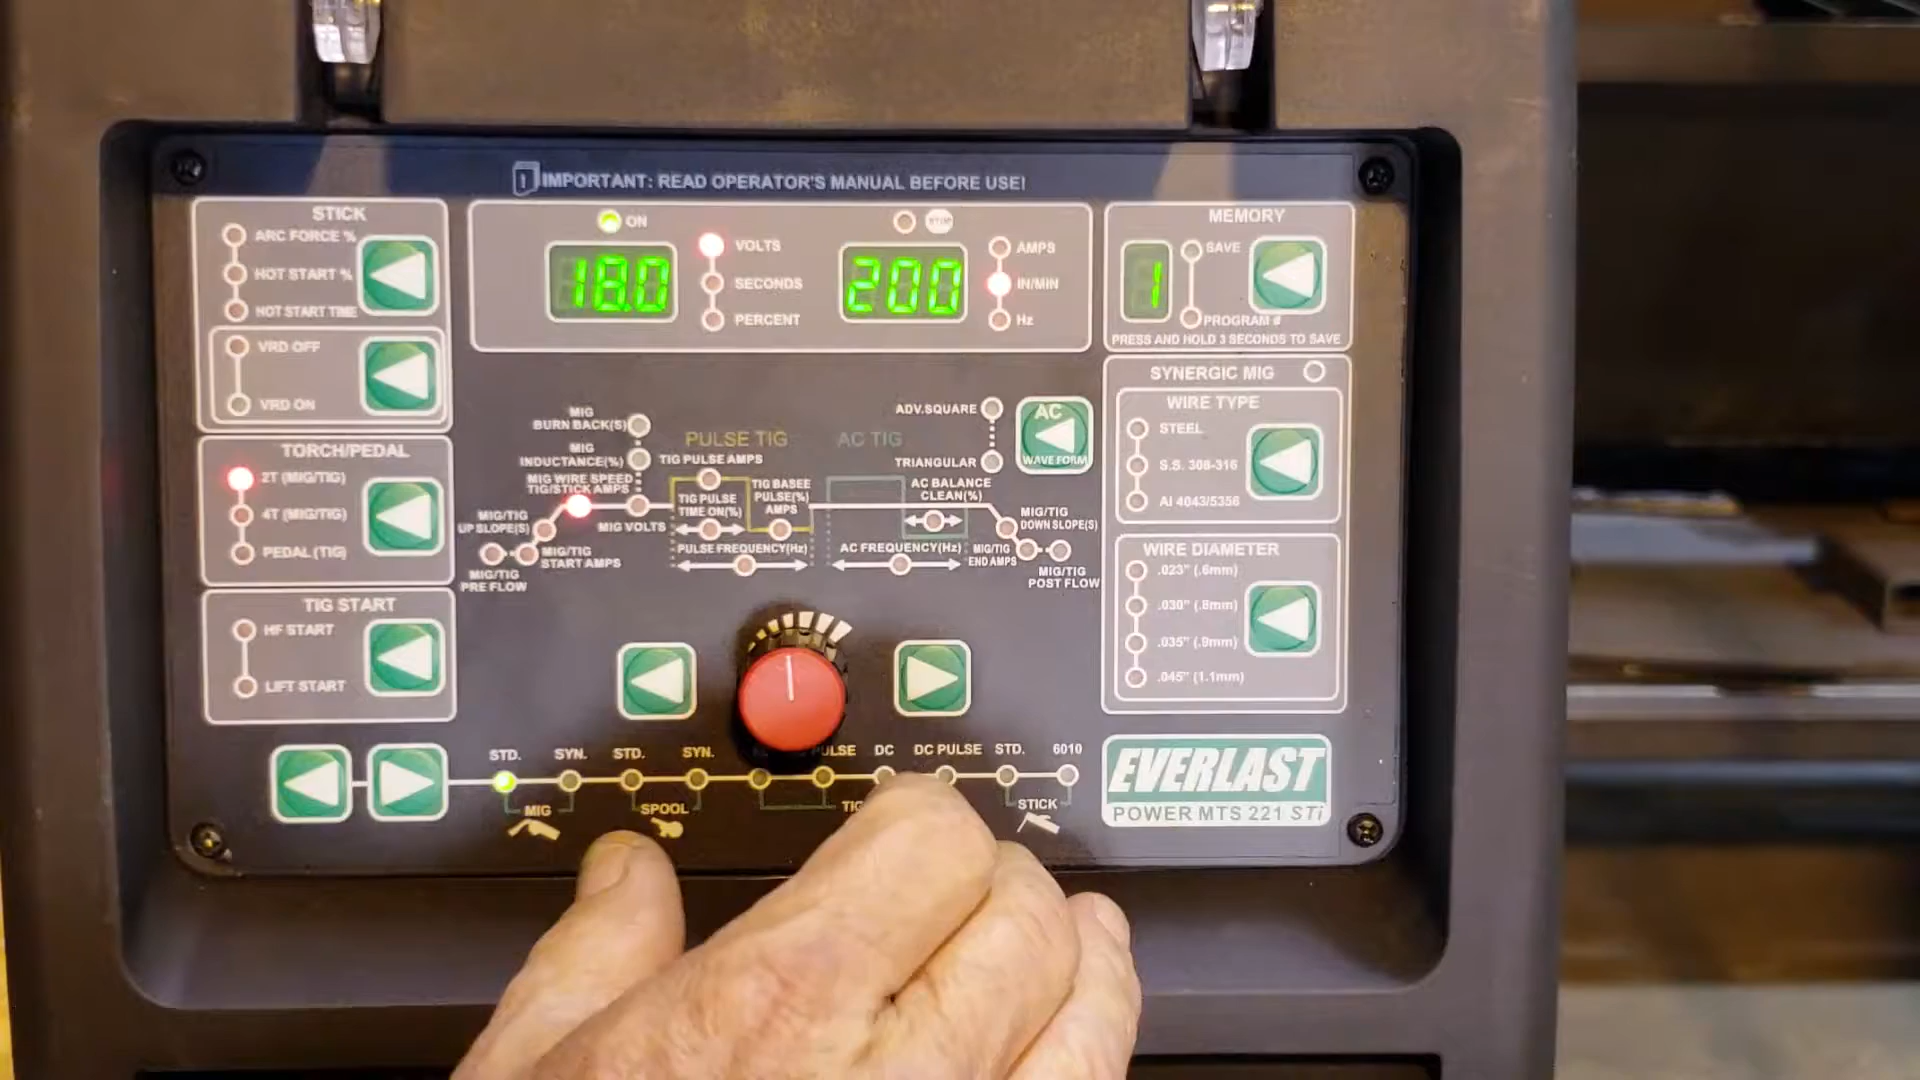 ! IMPORTANT: READ OPERATOR'S MANUAL BEFORE USE!
STICK
ARC FORCE %
HOT START %
HOT START TIME
VRD OFF
VRD ON
TORCH/PEDAL
2T (MIG/TIG)
4T (MIG/TIG)
PEDAL (TIG)
TIG START
HF START
LIFT START
ON
18.0
VOLTS
SECONDS
PERCENT
STOP
200
AMPS
IN/MIN
Hz
MEMORY
1
SAVE
PROGRAM #
PRESS AND HOLD 3 SECONDS TO SAVE
SYNERGIC MIG
WIRE TYPE
STEEL
S.S. 308-316
Al 4043/5356
WIRE DIAMETER
.023" (.6mm)
.030" (.8mm)
.035" (.9mm)
.045" (1.1mm)
MIG
BURN BACK(S)
MIG
INDUCTANCE(%)
MIG WIRE SPEED
TIG/STICK AMPS
MIG/TIG
UP SLOPE(S)
MIG/TIG
START AMPS
MIG/TIG
PRE FLOW
MIG VOLTS
PULSE TIG
TIG PULSE AMPS
TIG PULSE
TIME ON(%)
TIG BASEE
PULSE(%)
AMPS
PULSE FREQUENCY(Hz)
AC TIG
ADV.SQUARE
TRIANGULAR
AC
WAVE FORM
AC BALANCE
CLEAN(%)
AC FREQUENCY(Hz)
MIG/TIG
DOWN SLOPE(S)
MIG/TIG
END AMPS
MIG/TIG
POST FLOW
STD. SYN. STD. SYN. PULSE DC DC PULSE STD. 6010
MIG SPOOL STICK
EVERLAST
POWER MTS 221 STi